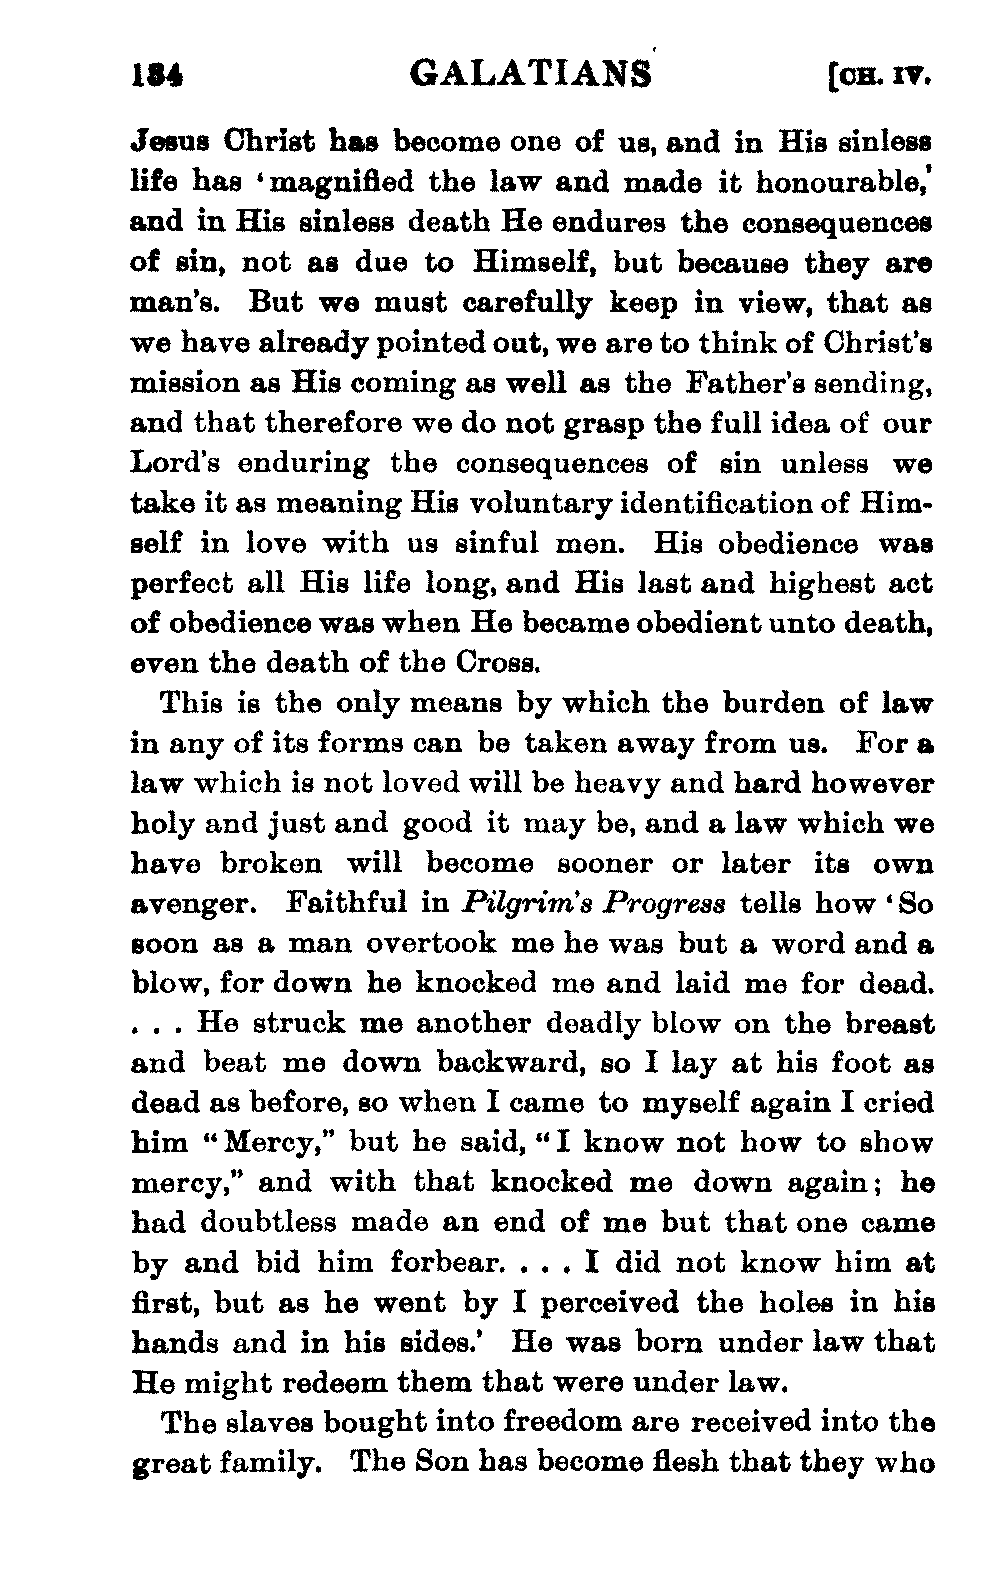 134 GALATIANS [CH. IV.
Jesus Christ has become one of us, and in His sinless
life has ‘magnified the law and made it honourable,’
and in His sinless death He endures the consequences
of sin, not as due to Himself, but because they are
man’s. But we must carefully keep in view, that as
we have already pointed out, we are to think of Christ’s
mission as His coming as well as the Father’s sending,
and that therefore we do not grasp the full idea of our
Lord’s enduring the consequences of sin unless we
take it as meaning His voluntary identification of Him-
self in love with us sinful men. His obedience was
perfect all His life long, and His last and highest act
of obedience was when He became obedient unto death,
even the death of the Cross.
This is the only means by which the burden of law
in any of its forms can be taken away from us. For a
law which is not loved will be heavy and hard however
holy and just and good it may be, and a law which we
have broken will become sooner or later its own
avenger. Faithful in Pilgrim’s Progress tells how ‘So
soon as a man overtook me he was but a word and a
blow, for down he knocked me and laid me for dead.
. . . He struck me another deadly blow on the breast
and beat me down backward, so I lay at his foot as
dead as before, so when I came to myself again I cried
him “Mercy,” but he said, “I know not how to show
mercy,” and with that knocked me down again; he
had doubtless made an end of me but that one came
by and bid him forbear. . . . I did not know him at
first, but as he went by I perceived the holes in his
hands and in his sides.’ He was born under law that
He might redeem them that were under law.
The slaves bought into freedom are received into the
great family. The Son has become flesh that they who